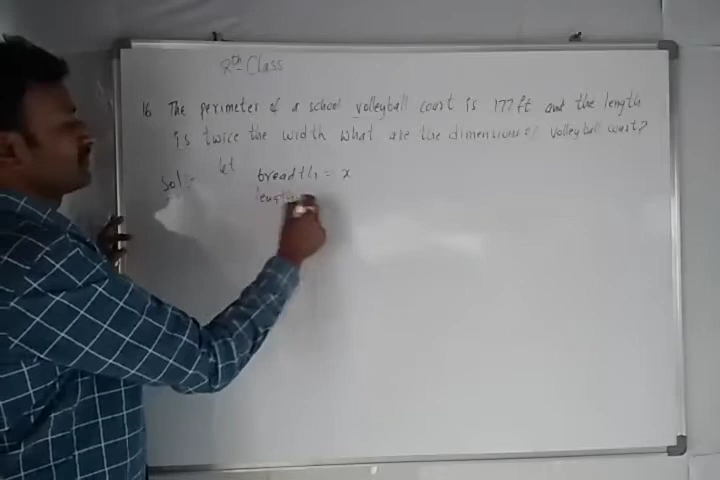 8th Class
16 The perimeter of a school volleyball court is 177 ft and the length
is twice the width what are the dimensions of volleyball court?
Sol:- let breadth = x
length